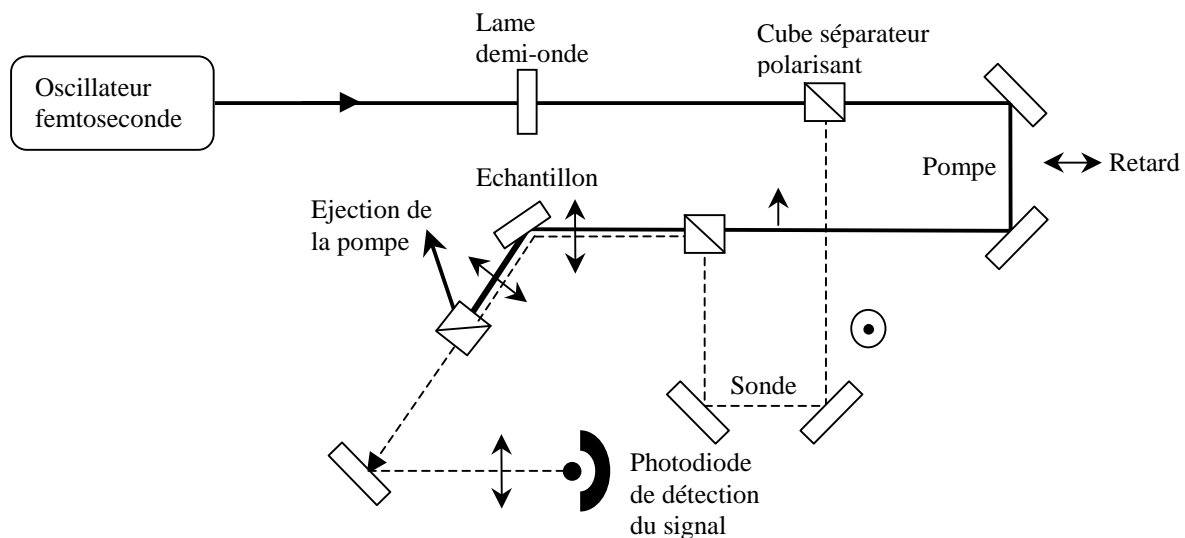 Lame
demi-onde
Cube séparateur
polarisant
Oscillateur
femtoseconde
Pompe
Retard
Echantillon
Ejection de
la pompe
Sonde
Photodiode
de détection
du signal